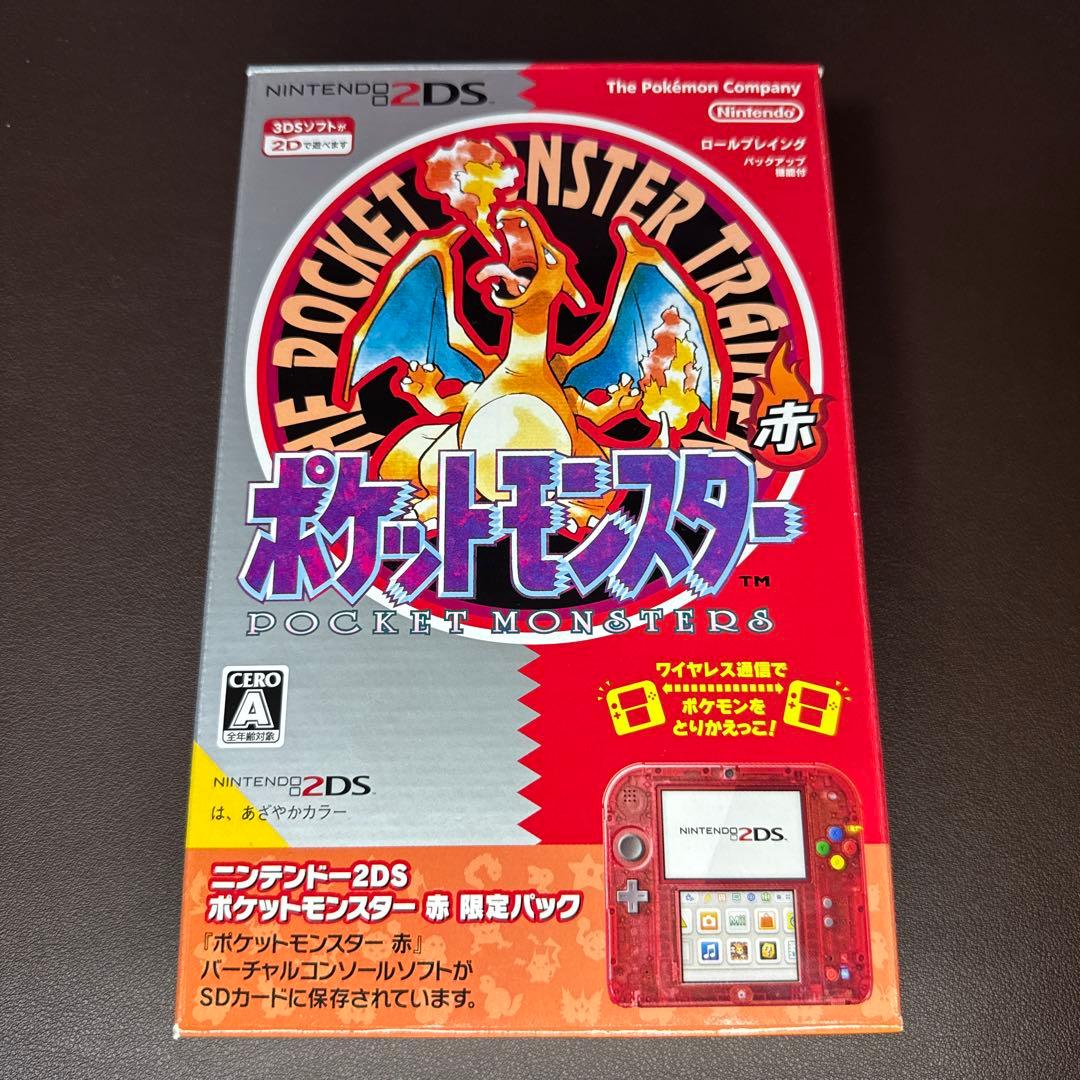 NINTENDO 2DS™
The Pokémon Company
Nintendo
3DSソフトが
2Dで遊べます
ロールプレイング
バックアップ
機能付
POCKET MONSTER
赤
ポケットモンスター
TM
POCKET MONSTERS
CERO
A
全年齢対象
ワイヤレス通信で
ポケモンを
とりかえっこ!
NINTENDO 2DS™
は、あざやかカラー
NINTENDO 2DS™
Mii
ニンテンドー2DS
ポケットモンスター 赤 限定パック
『ポケットモンスター 赤』
バーチャルコンソールソフトが
SDカードに保存されています。